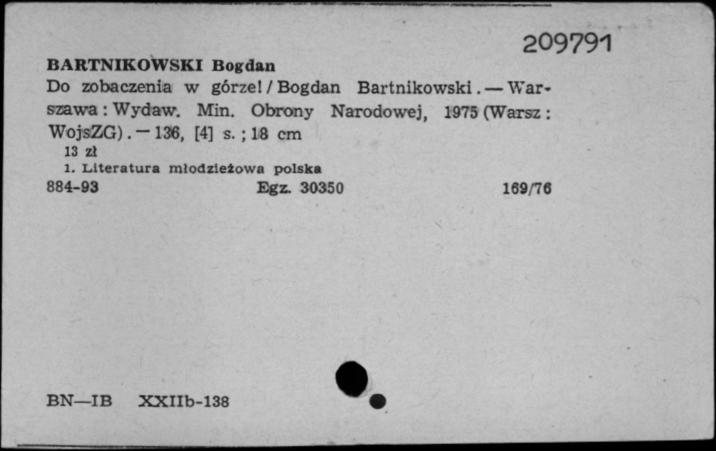 209791
BARTNIKOWSKI Bogdan
Do zobaczenia w górze! / Bogdan Bartnikowski. — War-
szawa : Wydaw. Min. Obrony Narodowej, 1975 (Warsz :
WojsZG). — 136, [4] s. ; 18 cm
13 zł
1. Literatura młodzieżowa polska
884-93 Egz. 30350 169/76
BN—IB XXIIb-138